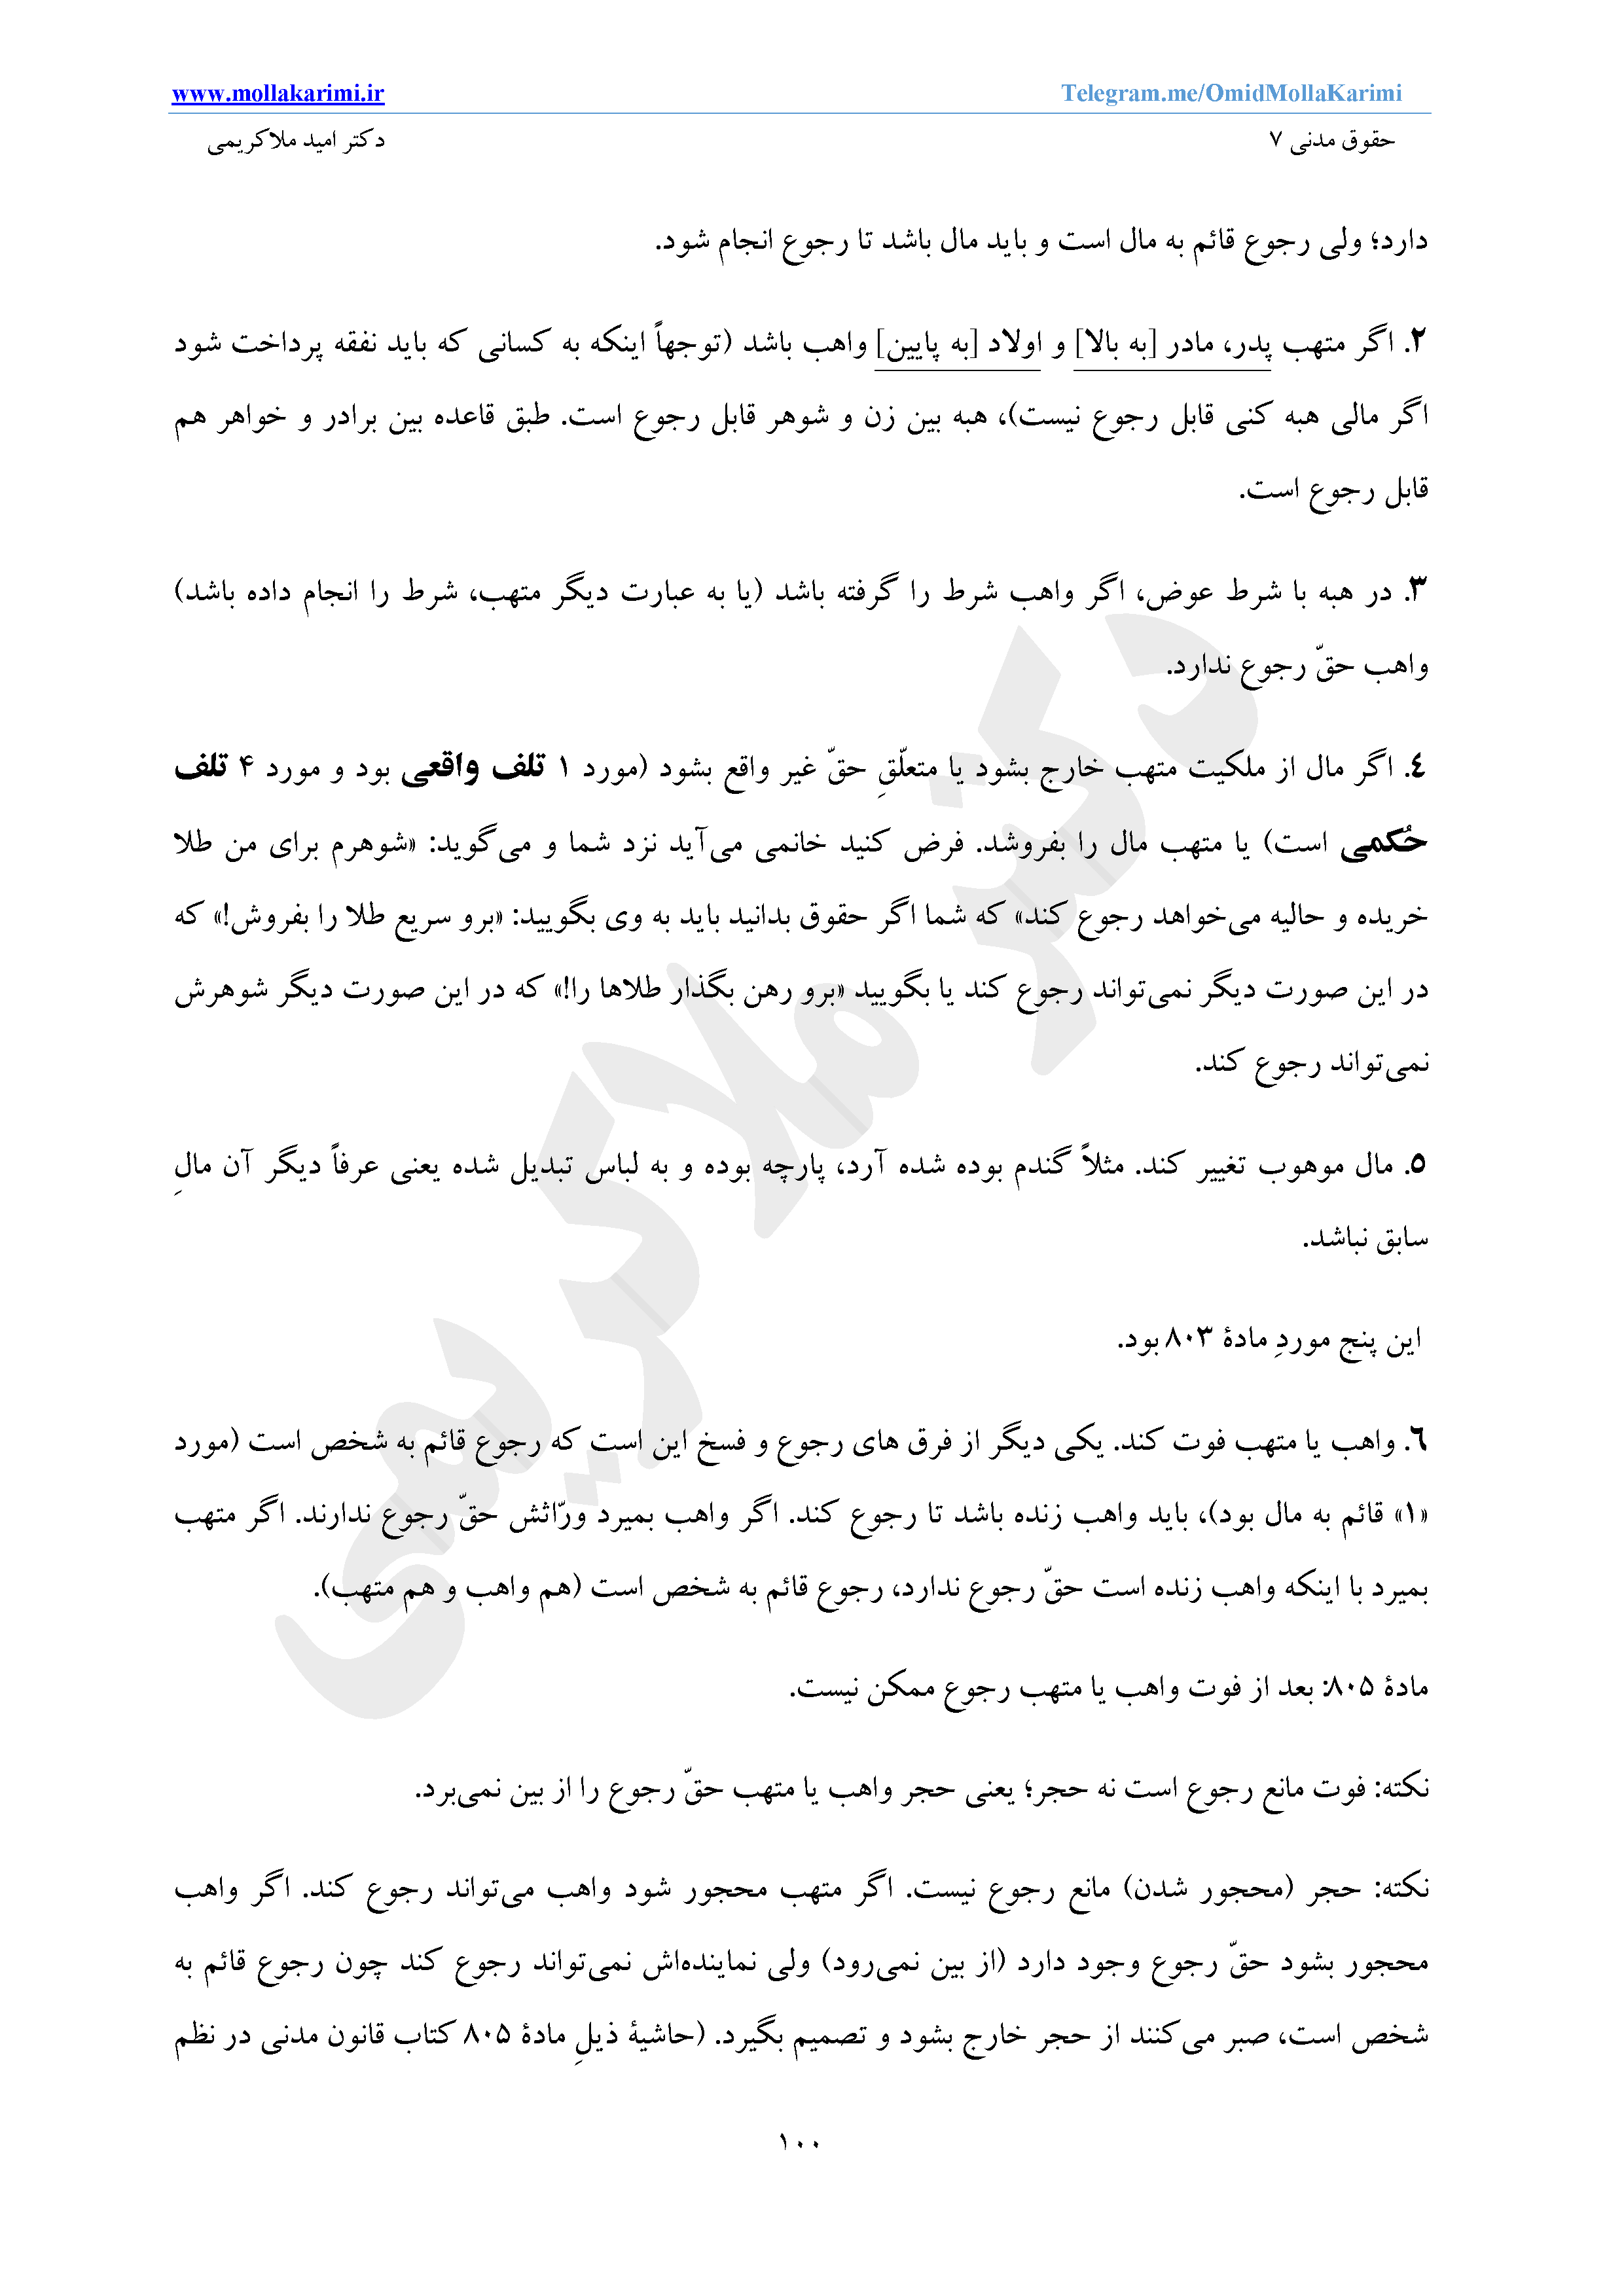 www.mollakarimi.ir Telegram.me/OmidMollaKarimi
حقوق مدنی ۷ دکتر امید ملاکریمی
دارد؛ ولی رجوع قائم به مال است و باید مال باشد تا رجوع انجام شود.
۲. اگر متهب پدر، مادر [به بالا] و اولاد [به پایین] واهب باشد (توجهاً اینکه به کسانی که باید نفقه پرداخت شود
اگر مالی هبه کنی قابل رجوع نیست)، هبه بین زن و شوهر قابل رجوع است. طبق قاعده بین برادر و خواهر هم
قابل رجوع است.
۳. در هبه با شرط عوض، اگر واهب شرط را گرفته باشد (یا به عبارت دیگر متهب، شرط را انجام داده باشد)
واهب حقّ رجوع ندارد.
٤. اگر مال از ملکیت متهب خارج بشود یا متعلّقِ حقّ غیر واقع بشود (مورد ۱ تلف واقعی بود و مورد ۴ تلف
حُکمی است) یا متهب مال را بفروشد. فرض کنید خانمی می‌آید نزد شما و می‌گوید: «شوهرم برای من طلا
خریده و حالیه می‌خواهد رجوع کند» که شما اگر حقوق بدانید باید به وی بگویید: «برو سریع طلا را بفروش!» که
در این صورت دیگر نمی‌تواند رجوع کند یا بگویید «برو رهن بگذار طلاها را!» که در این صورت دیگر شوهرش
نمی‌تواند رجوع کند.
۵. مال موهوب تغییر کند. مثلاً گندم بوده شده آرد، پارچه بوده و به لباس تبدیل شده یعنی عرفاً دیگر آن مالِ
سابق نباشد.
این پنج موردِ مادۀ ۸۰۳ بود.
٦. واهب یا متهب فوت کند. یکی دیگر از فرق های رجوع و فسخ این است که رجوع قائم به شخص است (مورد
«۱» قائم به مال بود)، باید واهب زنده باشد تا رجوع کند. اگر واهب بمیرد ورّاثش حقّ رجوع ندارند. اگر متهب
بمیرد با اینکه واهب زنده است حقّ رجوع ندارد، رجوع قائم به شخص است (هم واهب و هم متهب).
مادۀ ۸۰۵: بعد از فوت واهب یا متهب رجوع ممکن نیست.
نکته: فوت مانع رجوع است نه حجر؛ یعنی حجر واهب یا متهب حقّ رجوع را از بین نمی‌برد.
نکته: حجر (محجور شدن) مانع رجوع نیست. اگر متهب محجور شود واهب می‌تواند رجوع کند. اگر واهب
محجور بشود حقّ رجوع وجود دارد (از بین نمی‌رود) ولی نماینده‌اش نمی‌تواند رجوع کند چون رجوع قائم به
شخص است، صبر می‌کنند از حجر خارج بشود و تصمیم بگیرد. (حاشیۀ ذیلِ مادۀ ۸۰۵ کتاب قانون مدنی در نظم
۱۰۰
دکتر ملاکریمی